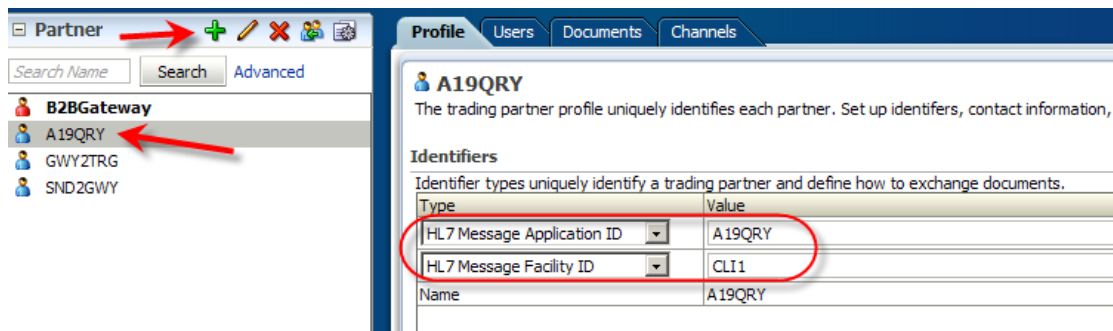 Partner
Search Name Search Advanced
B2BGateway
A19QRY
GWY2TRG
SND2GWY
Profile Users Documents Channels
A19QRY
The trading partner profile uniquely identifies each partner. Set up identifers, contact information,
Identifiers
Identifier types uniquely identify a trading partner and define how to exchange documents.
Type Value
HL7 Message Application ID A19QRY
HL7 Message Facility ID CLI1
Name A19QRY